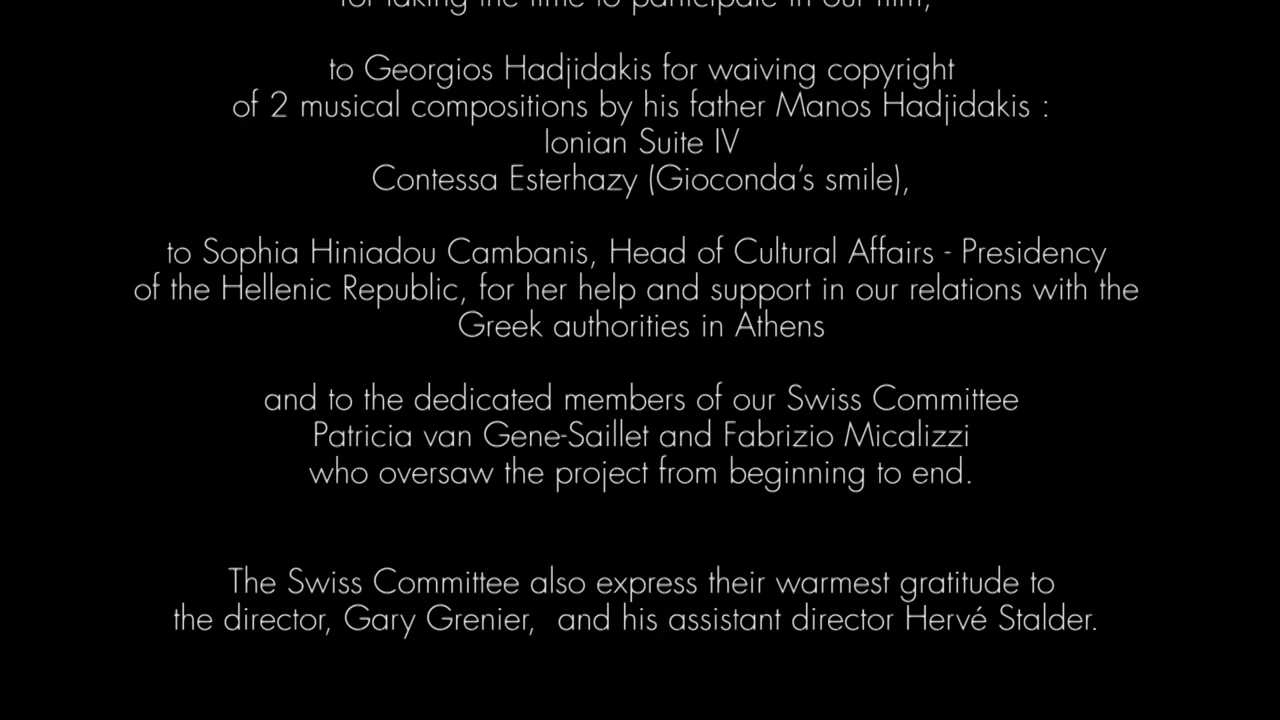 for taking the time to participate in our film,
to Georgios Hadjidakis for waiving copyright
of 2 musical compositions by his father Manos Hadjidakis :
Ionian Suite IV
Contessa Esterhazy (Gioconda's smile),
to Sophia Hiniadou Cambanis, Head of Cultural Affairs - Presidency
of the Hellenic Republic, for her help and support in our relations with the
Greek authorities in Athens
and to the dedicated members of our Swiss Committee
Patricia van Gene-Saillet and Fabrizio Micalizzi
who oversaw the project from beginning to end.
The Swiss Committee also express their warmest gratitude to
the director, Gary Grenier,  and his assistant director Hervé Stalder.